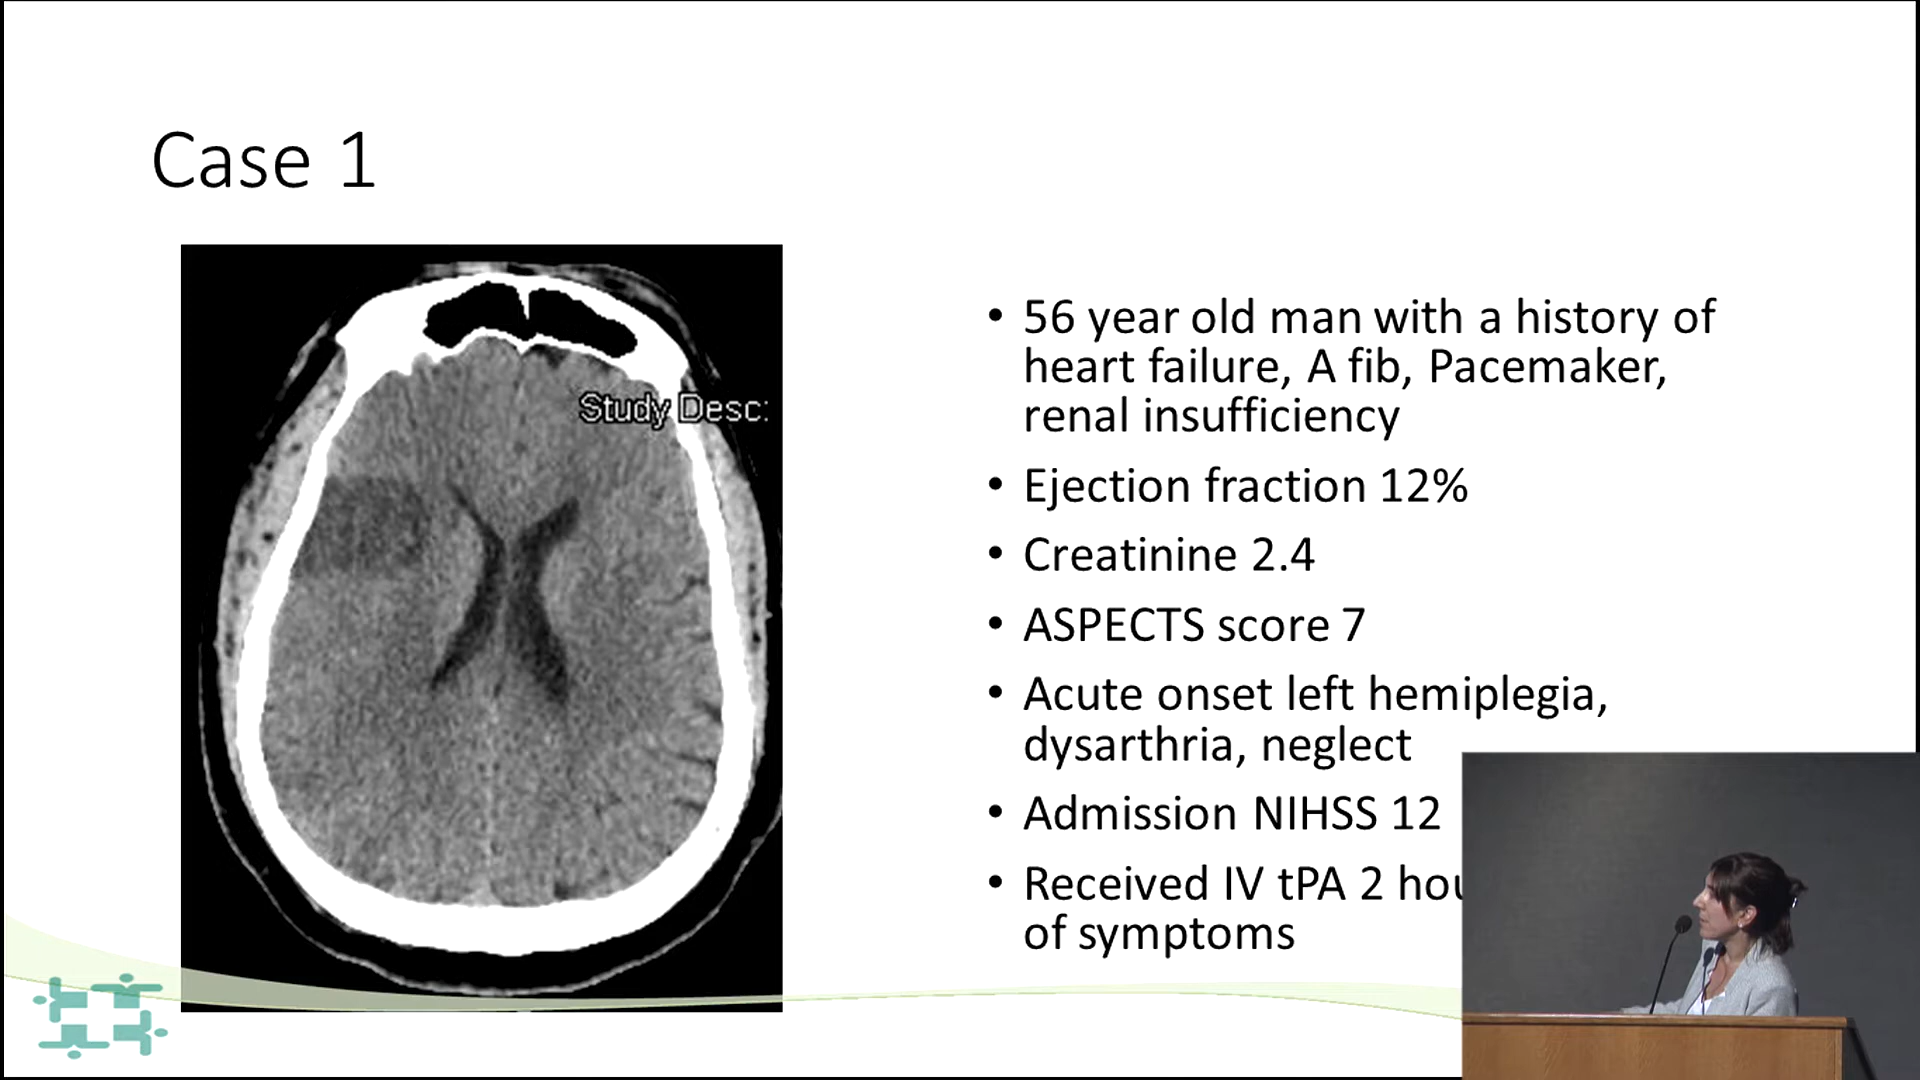 Case 1
Study Desc:
• 56 year old man with a history of
heart failure, A fib, Pacemaker,
renal insufficiency
• Ejection fraction 12%
• Creatinine 2.4
• ASPECTS score 7
• Acute onset left hemiplegia,
dysarthria, neglect
• Admission NIHSS 12
• Received IV tPA 2
of symptoms